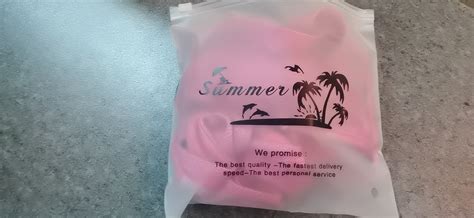 Summer
We promise:
The best quality -The fastest delivery
speed-The best personal service